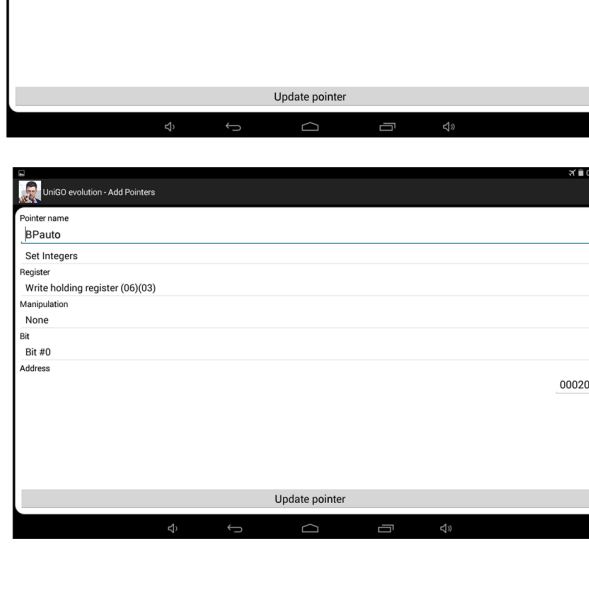 Update pointer
UniGO evolution - Add Pointers
Pointer name
BPauto
Set Integers
Register
Write holding register (06)(03)
Manipulation
None
Bit
Bit #0
Address
00020
Update pointer